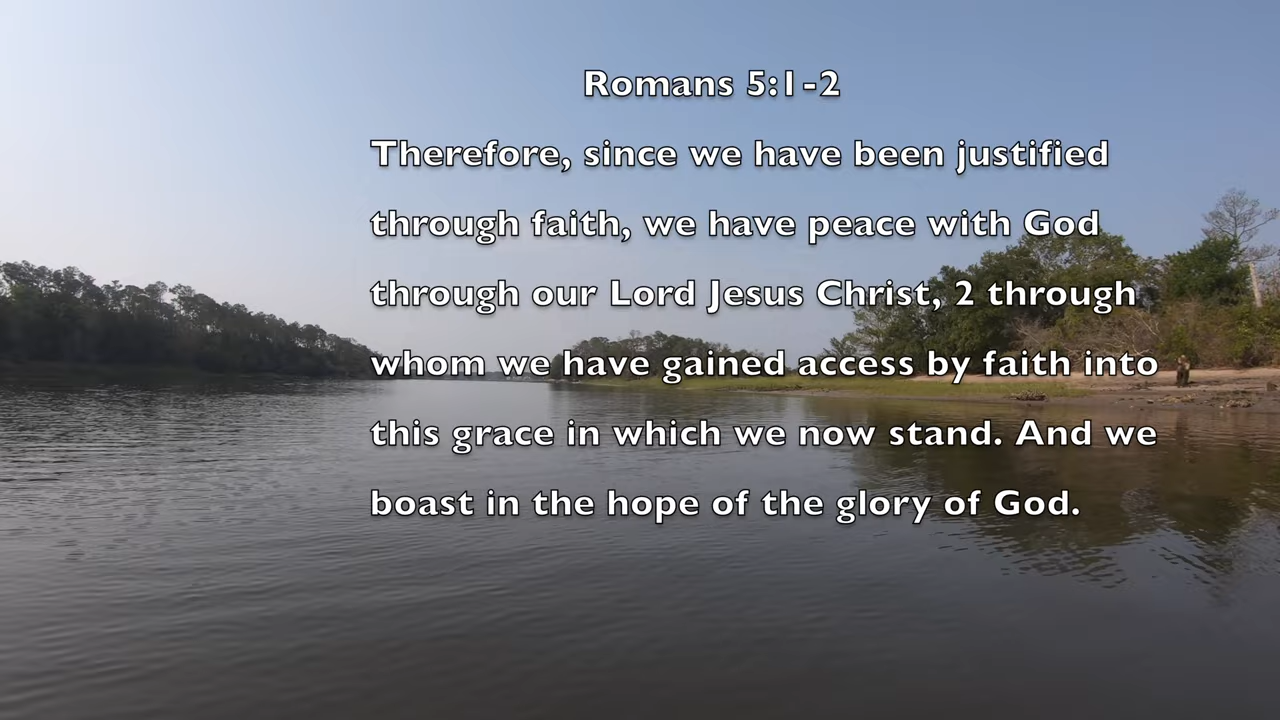 Romans 5:1-2
Therefore, since we have been justified
through faith, we have peace with God
through our Lord Jesus Christ, 2 through
whom we have gained access by faith into
this grace in which we now stand. And we
boast in the hope of the glory of God.